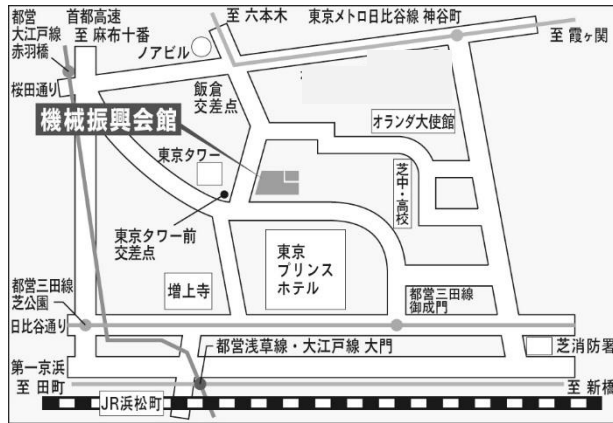 都営
大江戸線
赤羽橋
首都高速
至 麻布十番
ノアビル
至 六本木
東京メトロ日比谷線 神谷町
至 霞ヶ関
桜田通り
飯倉
交差点
機械振興会館
オランダ大使館
東京タワー
芝中・高校
東京タワー前
交差点
東京
プリンス
ホテル
増上寺
都営三田線
芝公園
都営三田線
御成門
日比谷通り
都営浅草線・大江戸線 大門
芝消防署
第一京浜
至 田町
至 新橋
JR浜松町